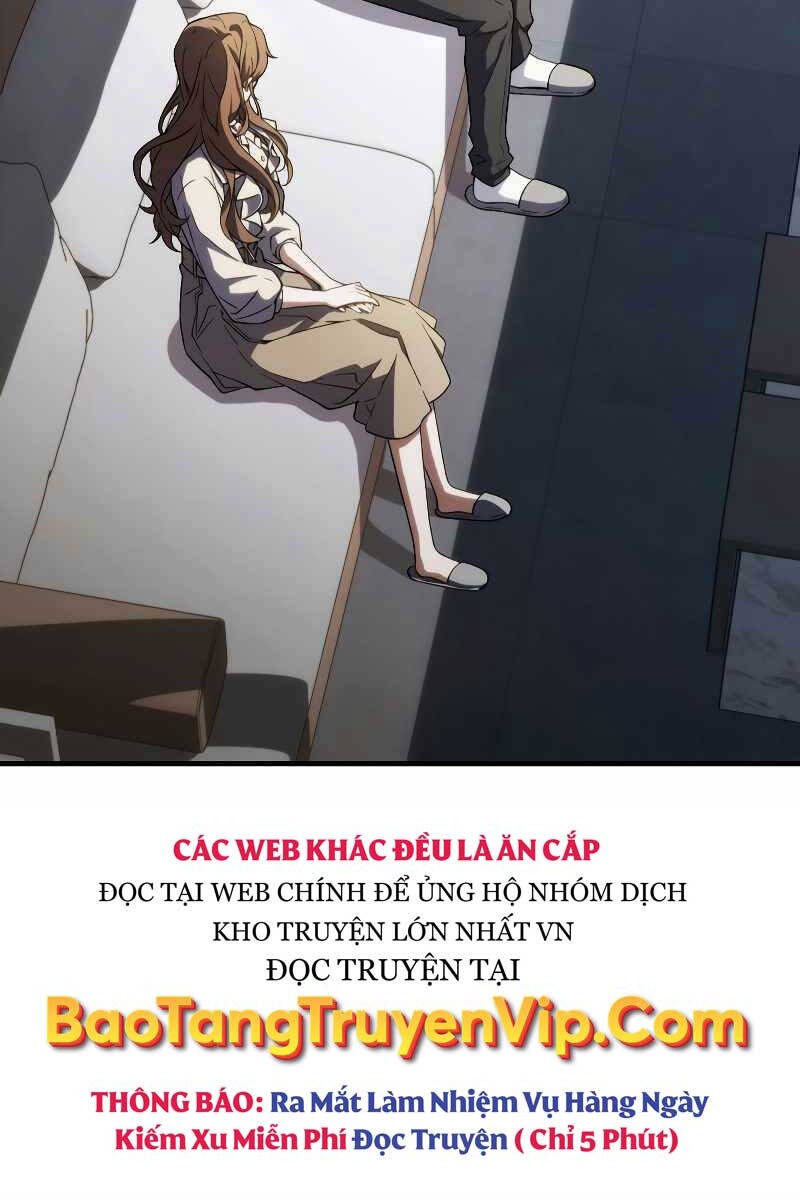 CÁC WEB KHÁC ĐỀU LÀ ĂN CẮP
ĐỌC TẠI WEB CHÍNH ĐỂ ỦNG HỘ NHÓM DỊCH
KHO TRUYỆN LỚN NHẤT VN
ĐỌC TRUYỆN TẠI
BaoTangTruyenVip.Com
THÔNG BÁO: Ra Mắt Làm Nhiệm Vụ Hàng Ngày
Kiếm Xu Miễn Phí Đọc Truyện ( Chỉ 5 Phút)